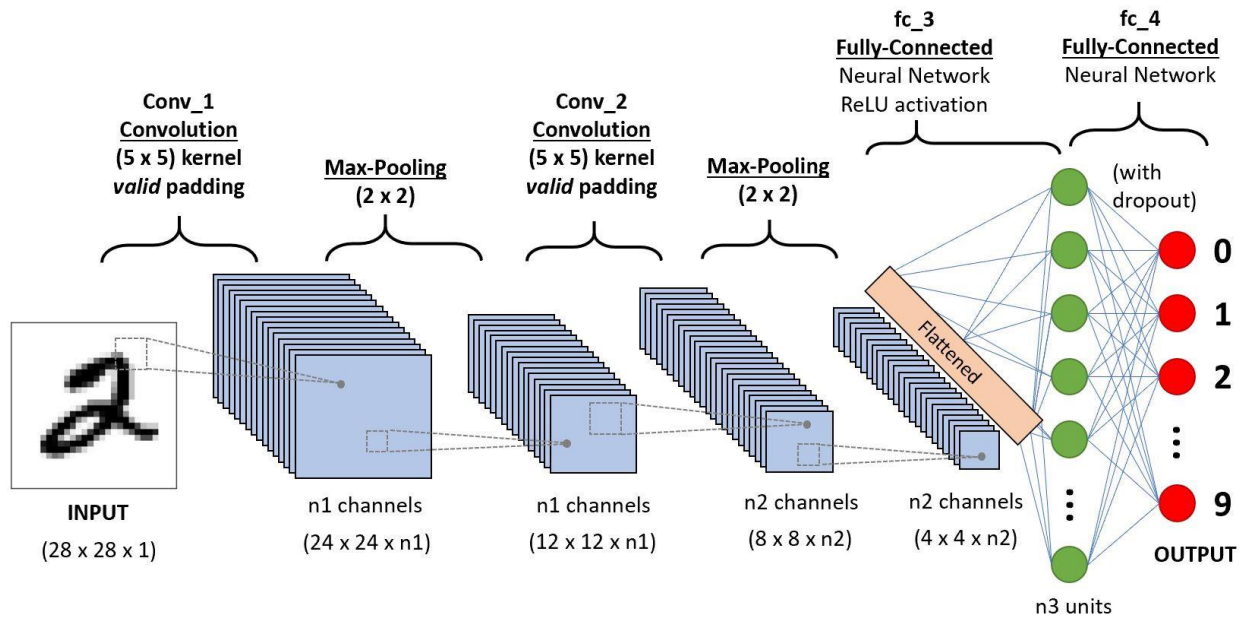 Conv_1
Convolution
(5 x 5) kernel
valid padding
Max-Pooling
(2 x 2)
Conv_2
Convolution
(5 x 5) kernel
valid padding
Max-Pooling
(2 x 2)
fc_3
Fully-Connected
Neural Network
ReLU activation
fc_4
Fully-Connected
Neural Network
(with
dropout)
2
INPUT
(28 x 28 x 1)
n1 channels
(24 x 24 x n1)
n1 channels
(12 x 12 x n1)
n2 channels
(8 x 8 x n2)
n2 channels
(4 x 4 x n2)
Flattened
n3 units
0
1
2
9
OUTPUT